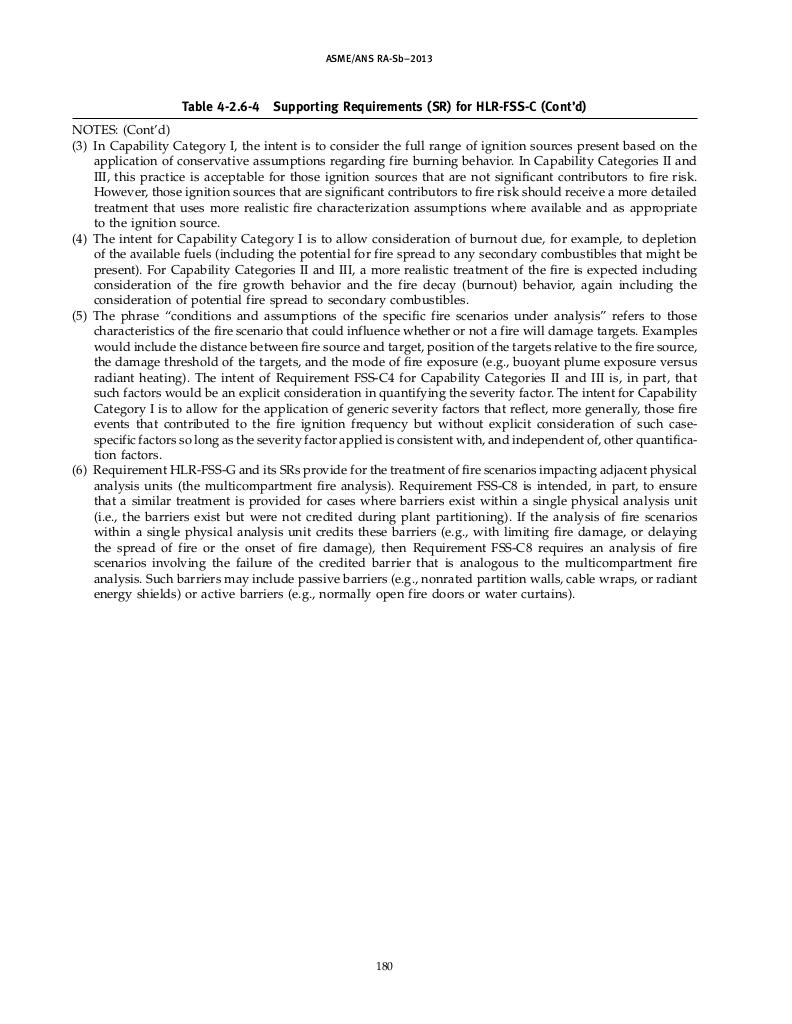 ASME/ANS RA-Sb–2013
Table 4-2.6-4 Supporting Requirements (SR) for HLR-FSS-C (Cont’d)
NOTES: (Cont’d)
(3) In Capability Category I, the intent is to consider the full range of ignition sources present based on the
application of conservative assumptions regarding fire burning behavior. In Capability Categories II and
III, this practice is acceptable for those ignition sources that are not significant contributors to fire risk.
However, those ignition sources that are significant contributors to fire risk should receive a more detailed
treatment that uses more realistic fire characterization assumptions where available and as appropriate
to the ignition source.
(4) The intent for Capability Category I is to allow consideration of burnout due, for example, to depletion
of the available fuels (including the potential for fire spread to any secondary combustibles that might be
present). For Capability Categories II and III, a more realistic treatment of the fire is expected including
consideration of the fire growth behavior and the fire decay (burnout) behavior, again including the
consideration of potential fire spread to secondary combustibles.
(5) The phrase “conditions and assumptions of the specific fire scenarios under analysis” refers to those
characteristics of the fire scenario that could influence whether or not a fire will damage targets. Examples
would include the distance between fire source and target, position of the targets relative to the fire source,
the damage threshold of the targets, and the mode of fire exposure (e.g., buoyant plume exposure versus
radiant heating). The intent of Requirement FSS-C4 for Capability Categories II and III is, in part, that
such factors would be an explicit consideration in quantifying the severity factor. The intent for Capability
Category I is to allow for the application of generic severity factors that reflect, more generally, those fire
events that contributed to the fire ignition frequency but without explicit consideration of such case-
specific factors so long as the severity factor applied is consistent with, and independent of, other quantifica-
tion factors.
(6) Requirement HLR-FSS-G and its SRs provide for the treatment of fire scenarios impacting adjacent physical
analysis units (the multicompartment fire analysis). Requirement FSS-C8 is intended, in part, to ensure
that a similar treatment is provided for cases where barriers exist within a single physical analysis unit
(i.e., the barriers exist but were not credited during plant partitioning). If the analysis of fire scenarios
within a single physical analysis unit credits these barriers (e.g., with limiting fire damage, or delaying
the spread of fire or the onset of fire damage), then Requirement FSS-C8 requires an analysis of fire
scenarios involving the failure of the credited barrier that is analogous to the multicompartment fire
analysis. Such barriers may include passive barriers (e.g., nonrated partition walls, cable wraps, or radiant
energy shields) or active barriers (e.g., normally open fire doors or water curtains).
180